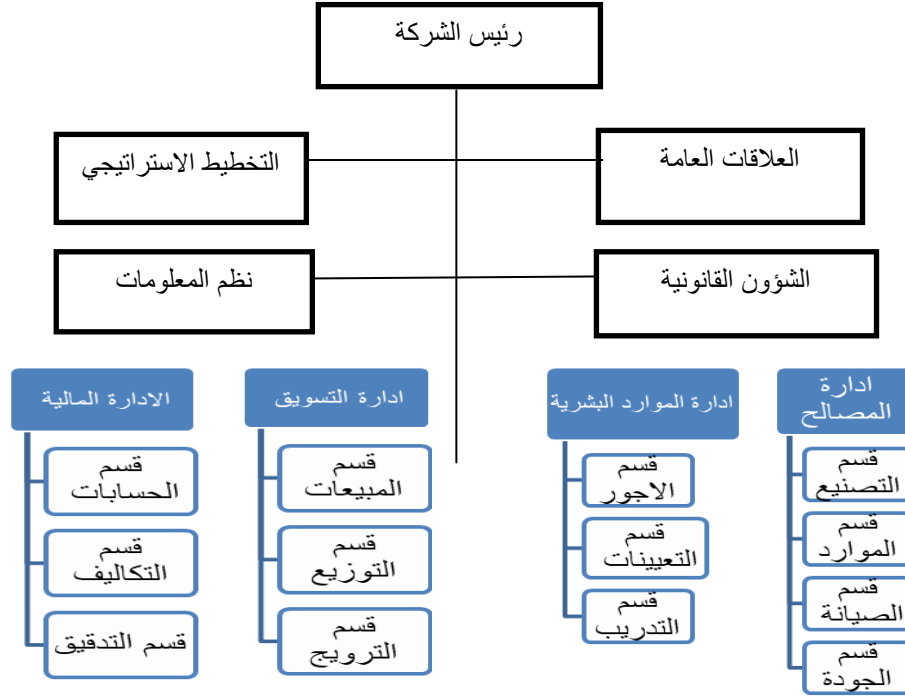 رئيس الشركة
العلاقات العامة
التخطيط الاستراتيجي
الشؤون القانونية
نظم المعلومات
ادارة
المصالح
قسم
التصنيع
قسم
الموارد
قسم
الصيانة
قسم
الجودة
ادارة الموارد البشرية
قسم
الاجور
قسم
التعيينات
قسم
التدريب
ادارة التسويق
قسم
المبيعات
قسم
التوزيع
قسم
الترويج
الادارة المالية
قسم
الحسابات
قسم
التكاليف
قسم التدقيق